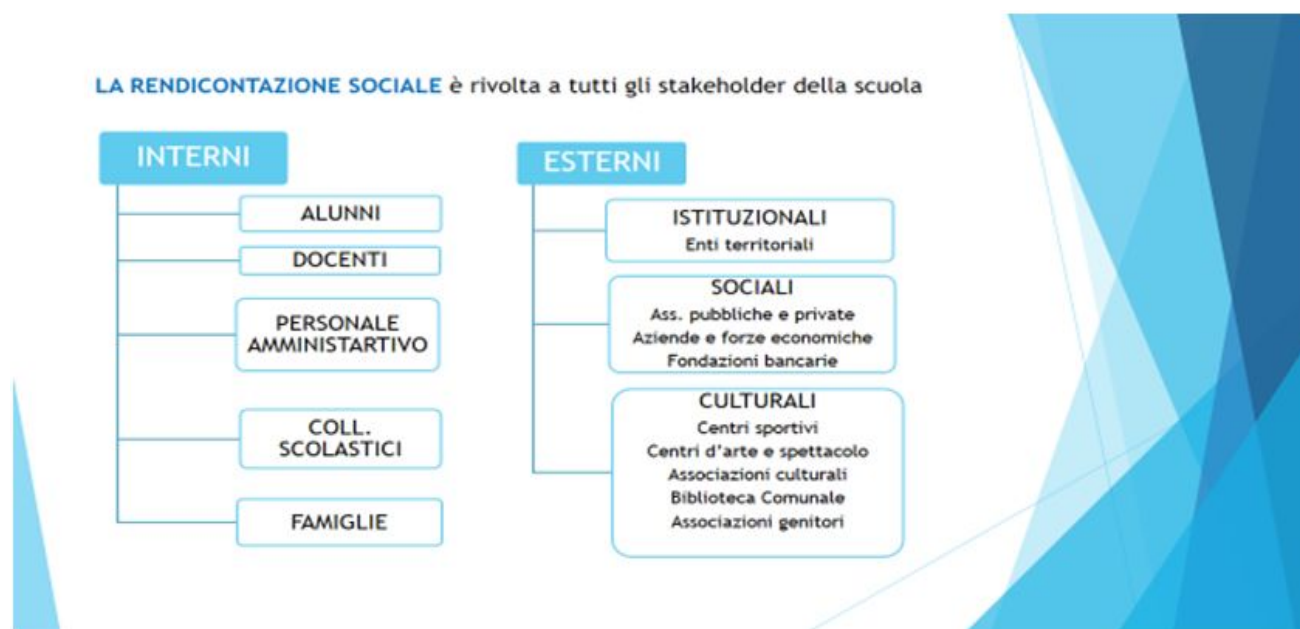 LA RENDICONTAZIONE SOCIALE è rivolta a tutti gli stakeholder della scuola
INTERNI
ALUNNI
DOCENTI
PERSONALE
AMMINISTARTIVO
COLL.
SCOLASTICI
FAMIGLIE
ESTERNI
ISTITUZIONALI
Enti territoriali
SOCIALI
Ass. pubbliche e private
Aziende e forze economiche
Fondazioni bancarie
CULTURALI
Centri sportivi
Centri d'arte e spettacolo
Associazioni culturali
Biblioteca Comunale
Associazioni genitori